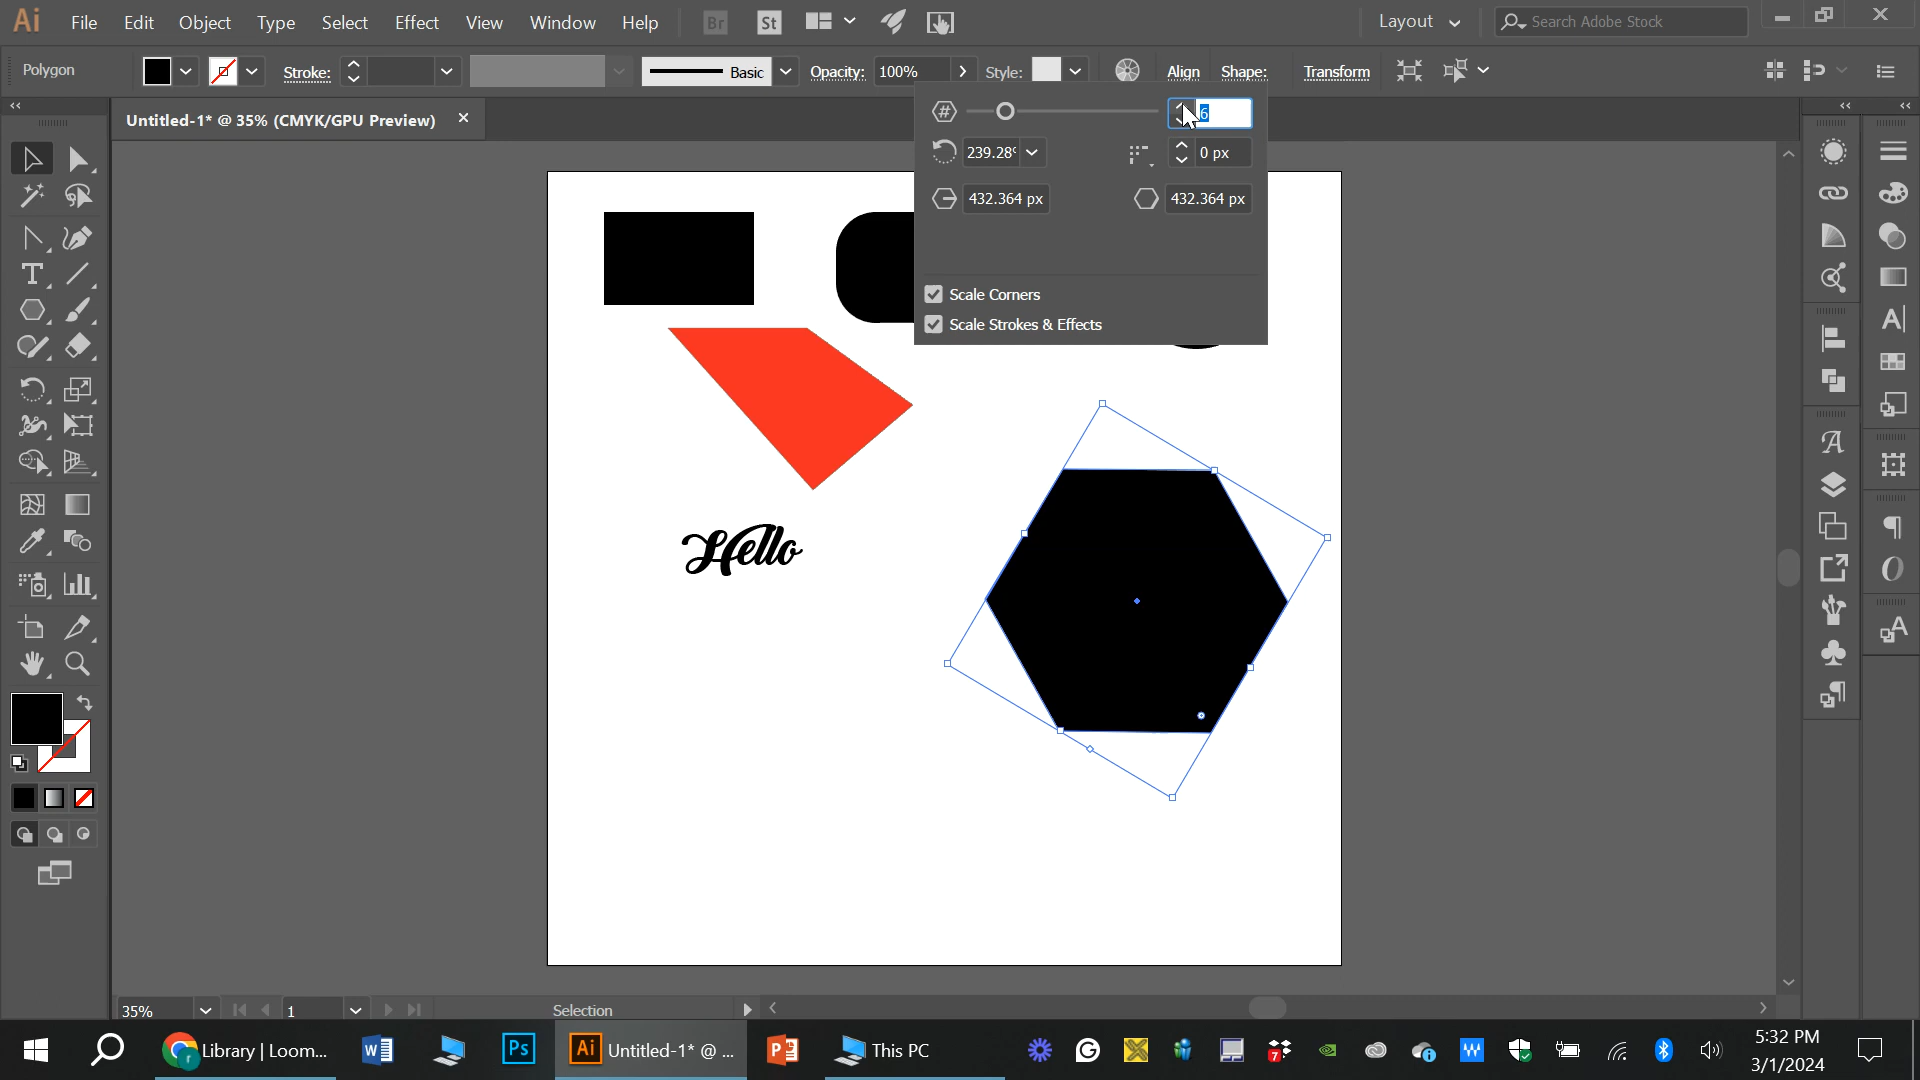 Ai File Edit Object Type Select Effect View Window Help Br St Layout Search Adobe Stock
Polygon Stroke: Basic Opacity: 100% Style: Align Shape: Transform
Untitled-1* @ 35% (CMYK/GPU Preview)
# 6
239.28° 0 px
432.364 px 432.364 px
Scale Corners
Scale Strokes & Effects
Hello
35% 1 Selection
Library | Loom... Ps Ai Untitled-1* @ ... This PC
5:32 PM
3/1/2024